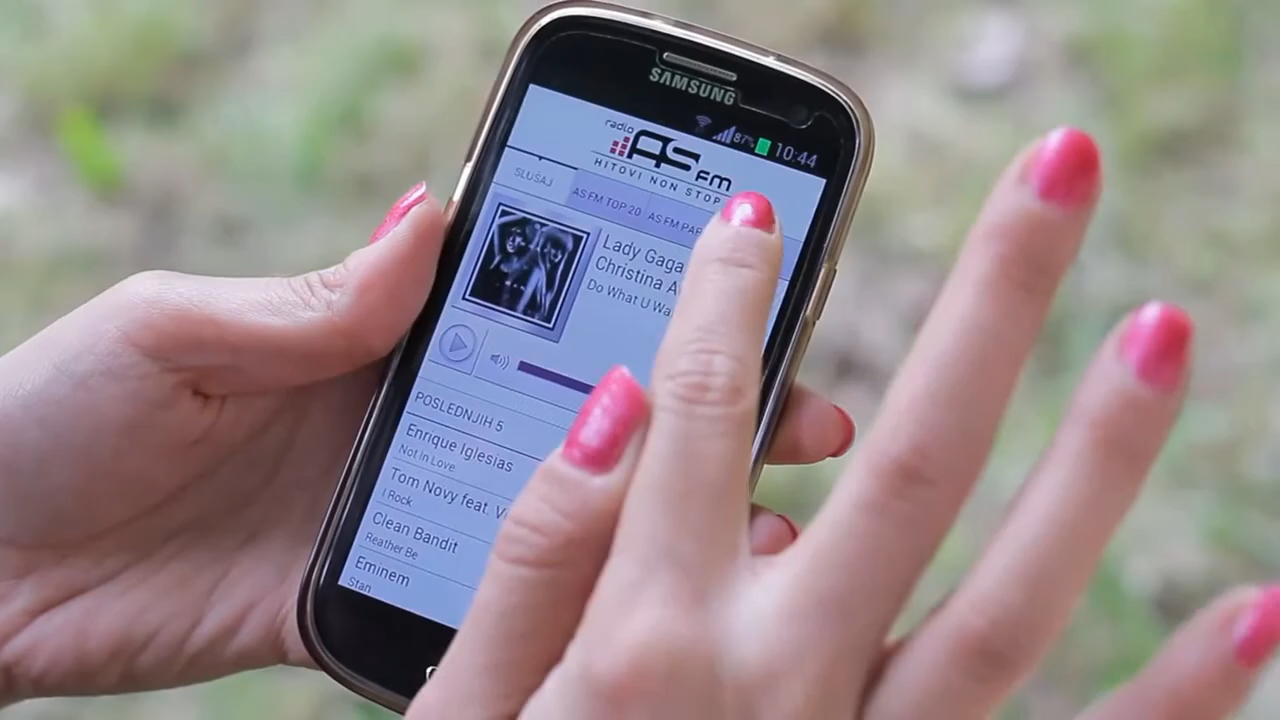 SAMSUNG
87% 10:44
radio
AS FM
HITOVI NON STOP
SLUŠAJ
AS FM TOP 20
AS FM
Lady Gaga
Christina
Do What U
POSLEDNJIH 5
Enrique Iglesias
Not In Love
Tom Novy feat.
I Rock
Clean Bandit
Reather Be
Eminem
Stan